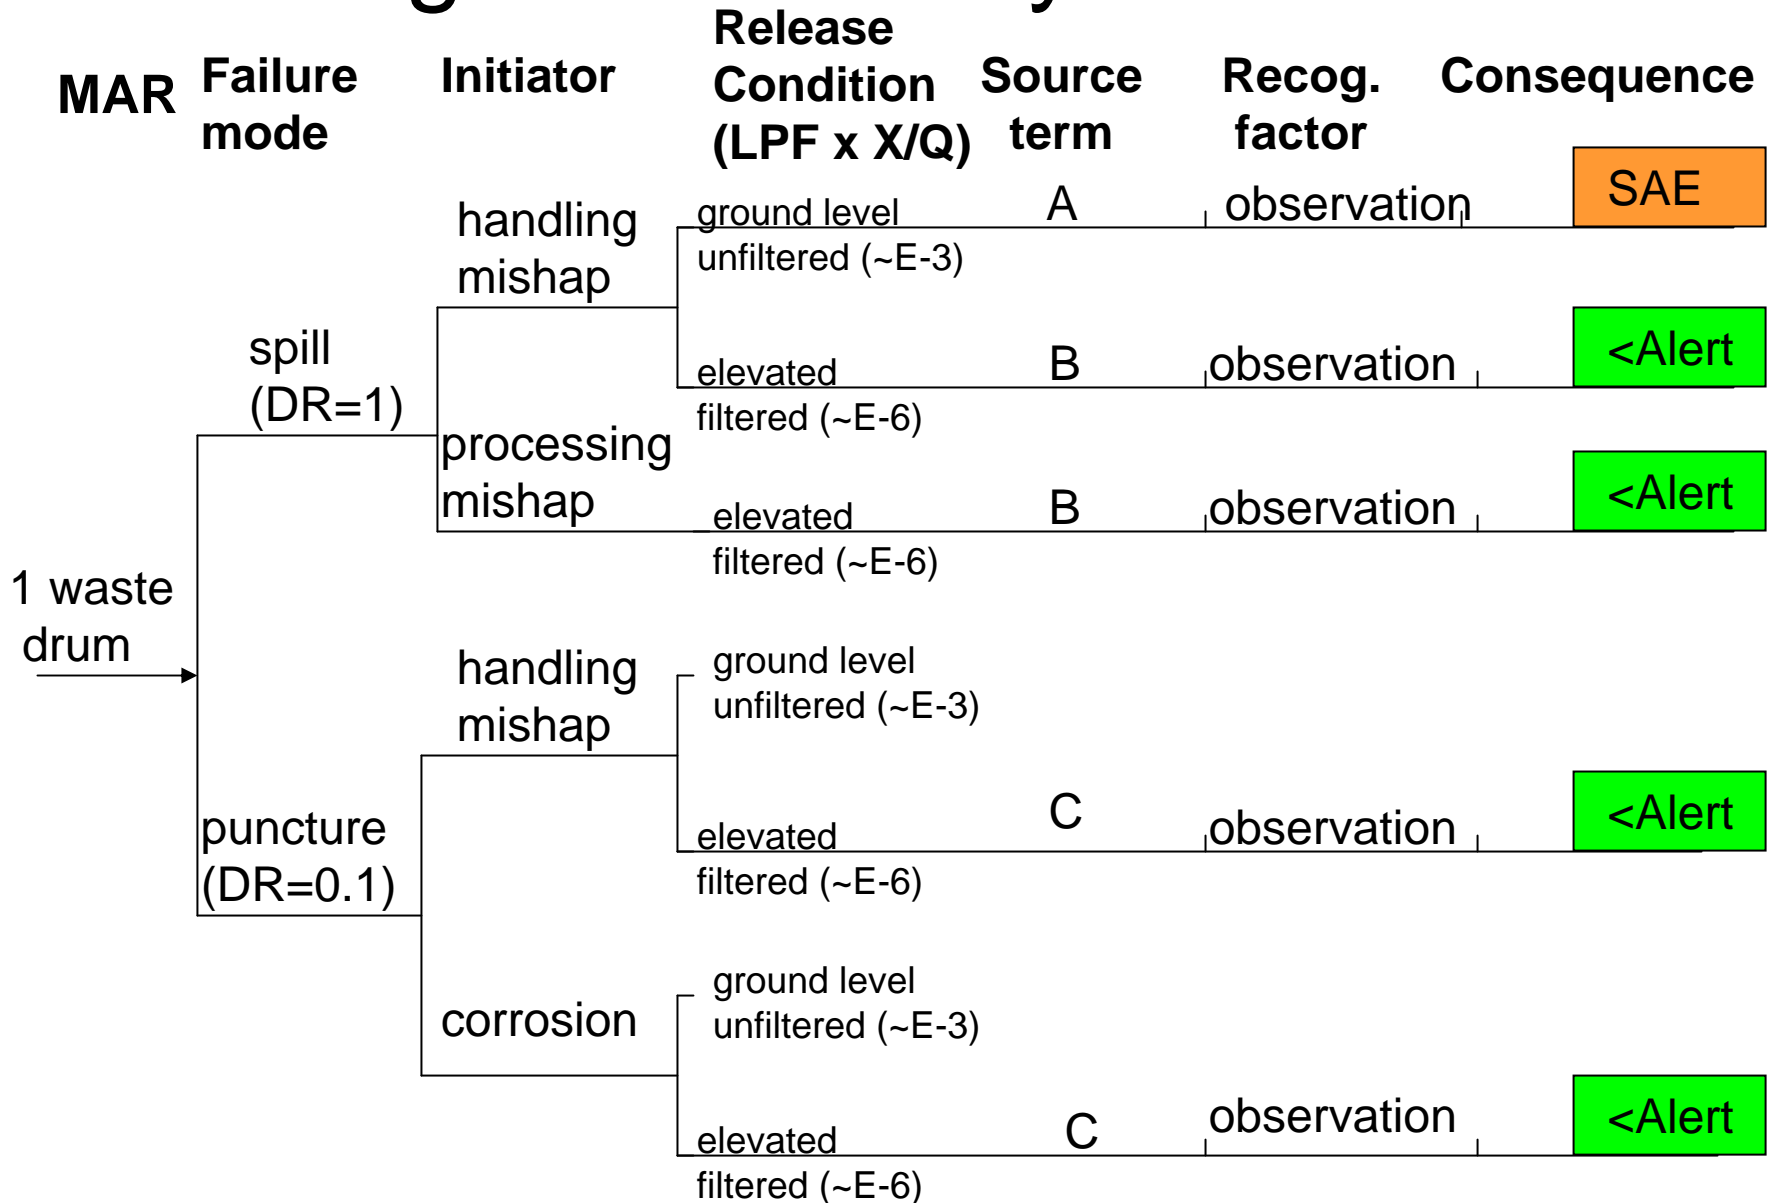 MAR
Failure
mode
Initiator
Release
Condition
(LPF x X/Q)
Source
term
Recog.
factor
Consequence
handling
mishap
ground level
unfiltered (~E-3)
A
observation
SAE
spill
(DR=1)
elevated
filtered (~E-6)
B
observation
<Alert
processing
mishap
elevated
filtered (~E-6)
B
observation
<Alert
1 waste
drum
handling
mishap
ground level
unfiltered (~E-3)
puncture
(DR=0.1)
elevated
filtered (~E-6)
C
observation
<Alert
corrosion
ground level
unfiltered (~E-3)
elevated
filtered (~E-6)
C
observation
<Alert